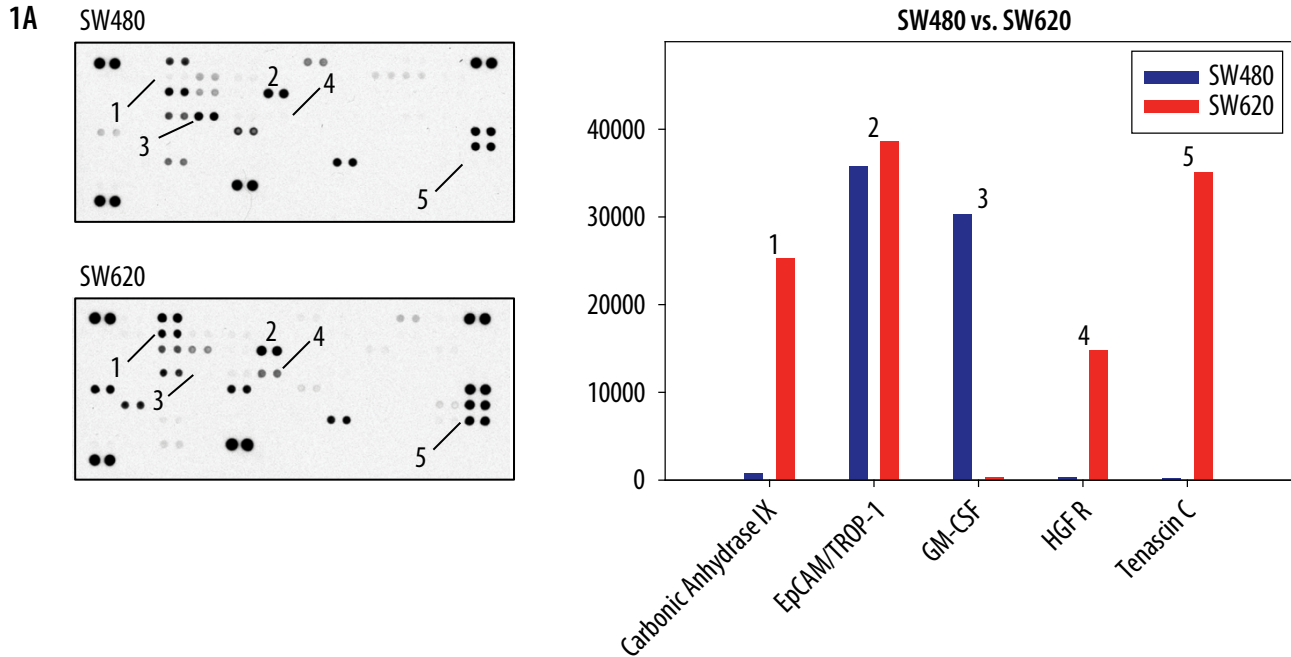 1A
SW480
1
2
3
4
5
SW620
1
2
3
4
5
SW480 vs. SW620
SW480
SW620
40000
30000
20000
10000
0
1
2
3
4
5
Carbonic Anhydrase IX
EpCAM/TROP-1
GM-CSF
HGF R
Tenascin C